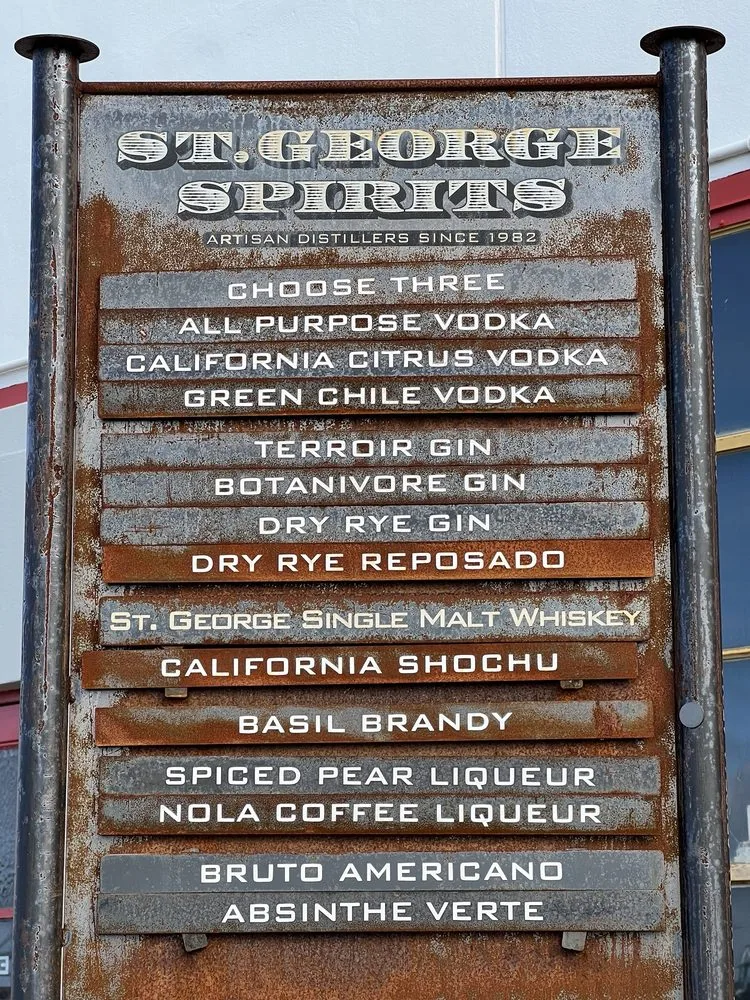 ST. GEORGE
SPIRITS
ARTISAN DISTILLERS SINCE 1982
CHOOSE THREE
ALL PURPOSE VODKA
CALIFORNIA CITRUS VODKA
GREEN CHILE VODKA
TERROIR GIN
BOTANIVORE GIN
DRY RYE GIN
DRY RYE REPOSADO
St. George Single Malt Whiskey
CALIFORNIA SHOCHU
BASIL BRANDY
SPICED PEAR LIQUEUR
NOLA COFFEE LIQUEUR
BRUTO AMERICANO
ABSINTHE VERTE